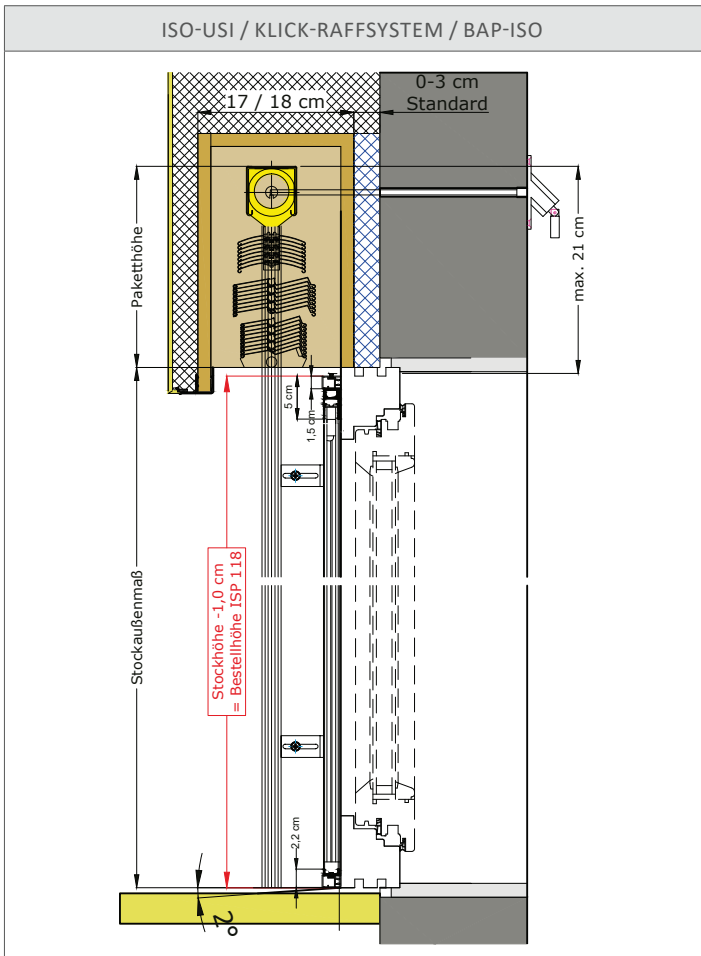 ISO-USI / KLICK-RAFFSYSTEM / BAP-ISO
17 / 18 cm
0-3 cm
Standard
Paketthöhe
max. 21 cm
5 cm
1,5 cm
Stockaußenmaß
Stockhöhe -1,0 cm
= Bestellhöhe ISP 118
2,2 cm
2°